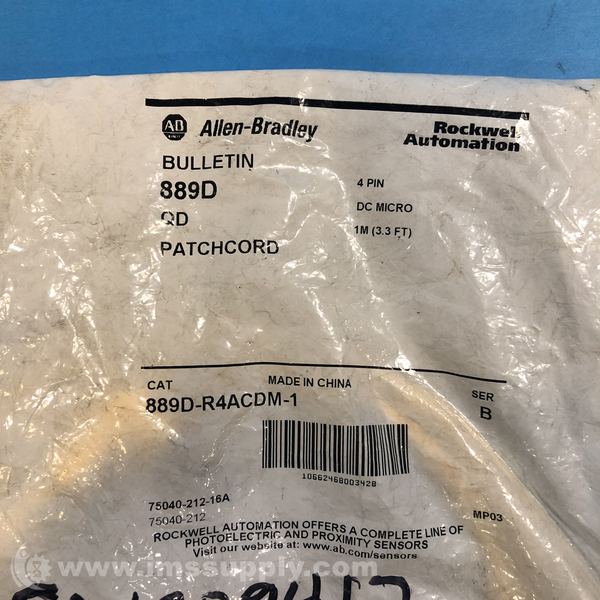 AB Allen-Bradley
Rockwell
Automation
BULLETIN
889D
QD
PATCHCORD
4 PIN
DC MICRO
1M (3.3 FT)
CAT
MADE IN CHINA
SER
889D-R4ACDM-1
B
10662468003428
75040-212-16A
75040-212
MP03
ROCKWELL AUTOMATION OFFERS A COMPLETE LINE OF
PHOTOELECTRIC AND PROXIMITY SENSORS
Visit our website at: www.ab.com/sensors
© www.imssupply.com